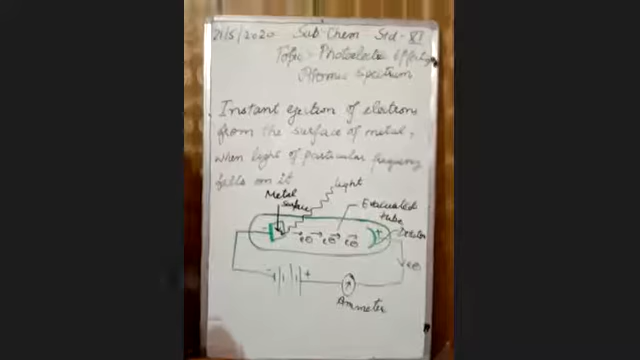 21/5/2020 Sub Chem Std - XI
Topic - Photoelectric Effect,
Atomic Spectrum
Instant ejection of electrons
from the surface of metal,
when light of particular frequency
falls on it
Metal surface
light
Evacuated tube
Detector
- +
e⊖ e⊖ e⊖
e⊖
- +
Ammeter